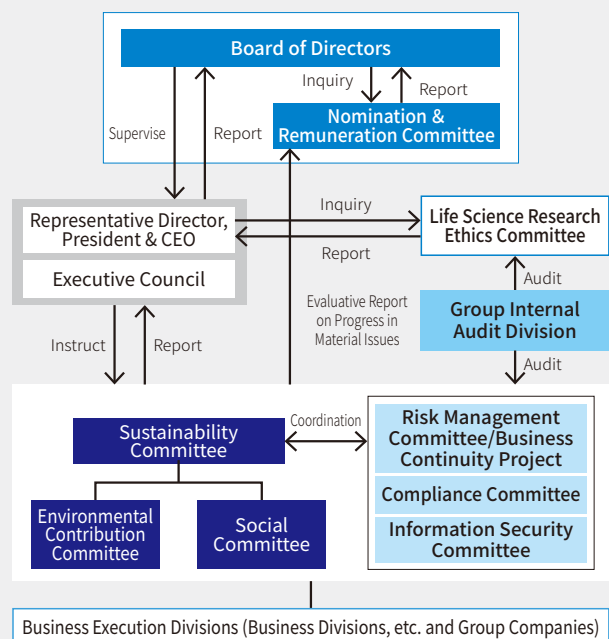 Board of Directors
Inquiry
Report
Nomination &
Remuneration Committee
Supervise
Report
Representative Director,
President & CEO
Executive Council
Inquiry
Report
Life Science Research
Ethics Committee
Audit
Group Internal
Audit Division
Audit
Evaluative Report
on Progress in
Material Issues
Instruct
Report
Sustainability
Committee
Coordination
Risk Management
Committee/Business
Continuity Project
Compliance Committee
Information Security
Committee
Environmental
Contribution
Committee
Social
Committee
Business Execution Divisions (Business Divisions, etc. and Group Companies)